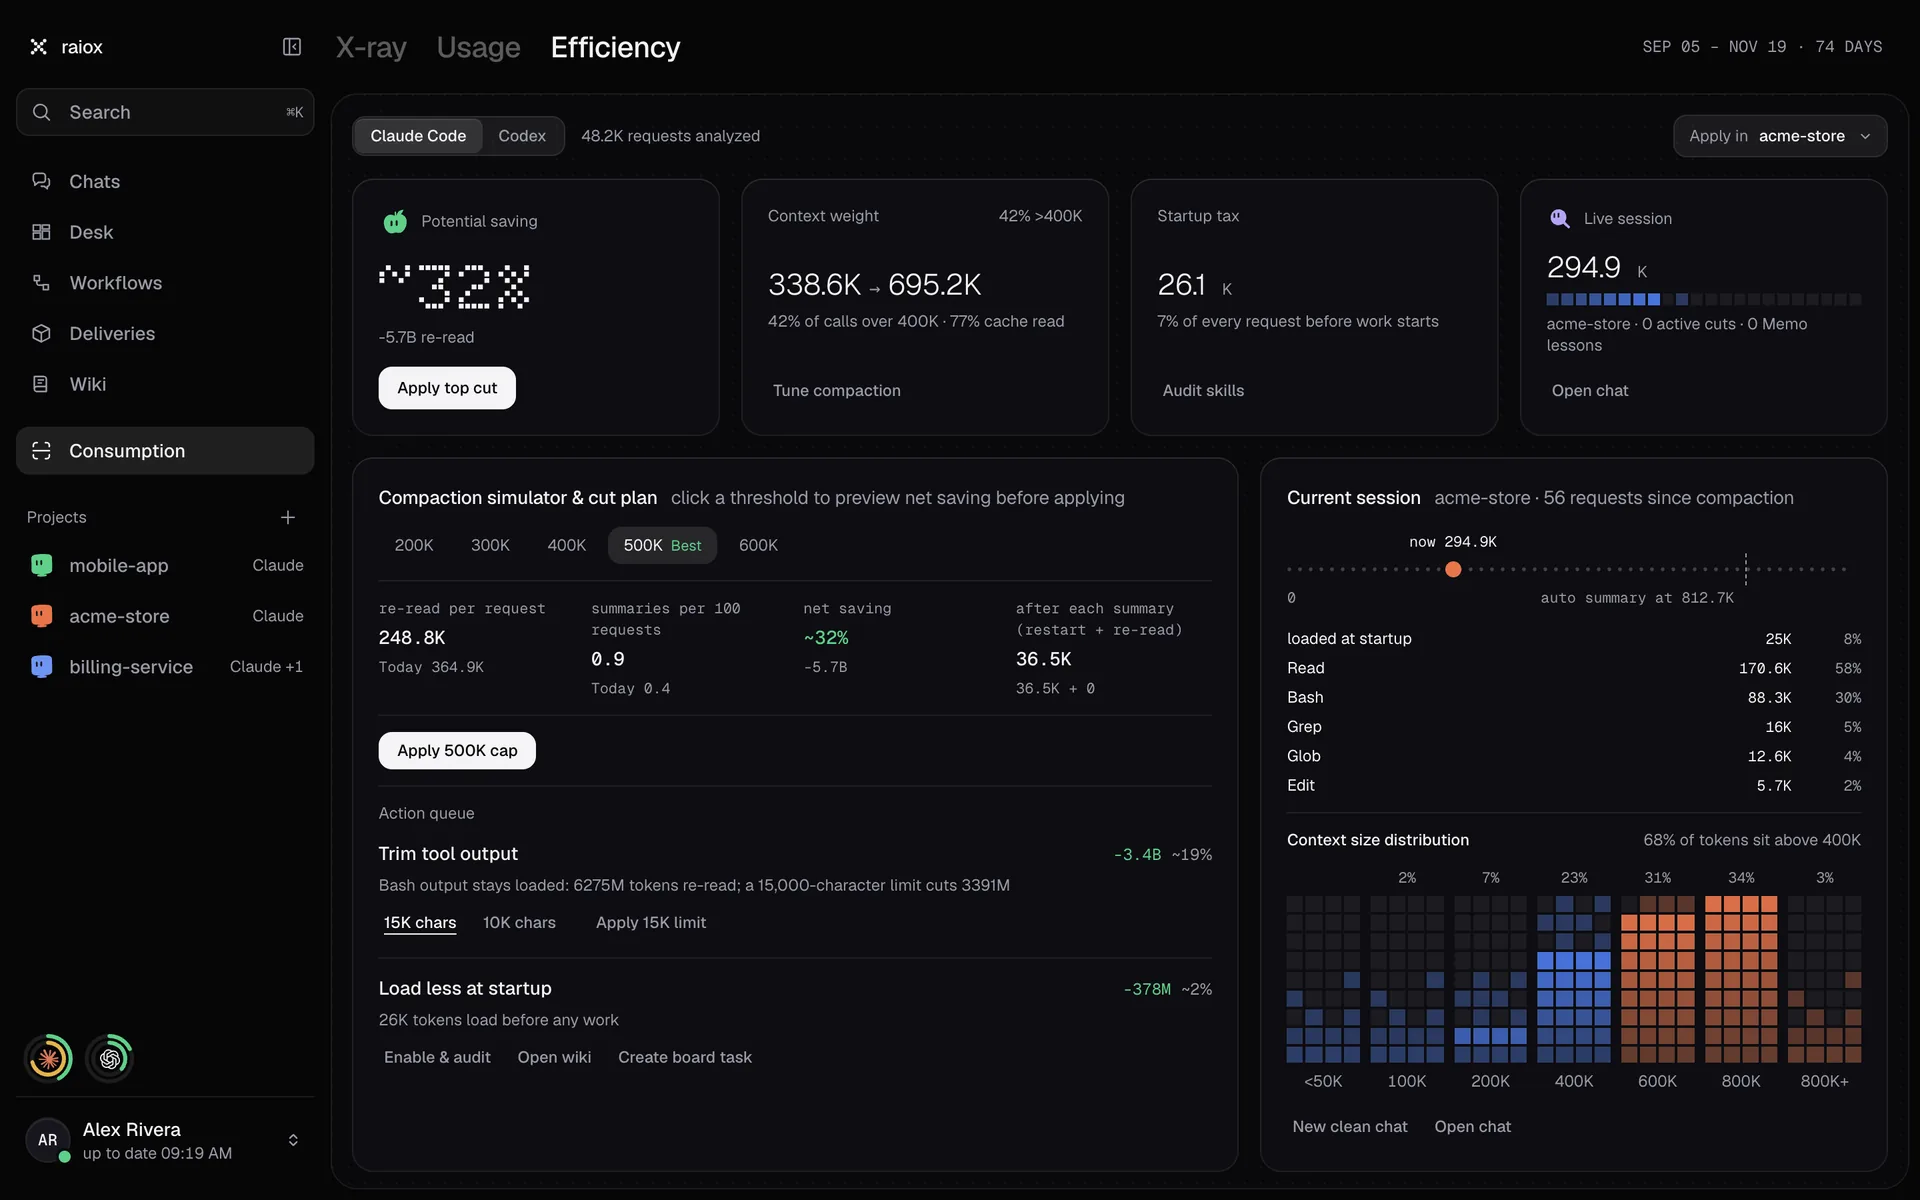 raiox
X-ray Usage Efficiency
SEP 05 – NOV 19 · 74 DAYS
Search ⌘K
Chats
Desk
Workflows
Deliveries
Wiki
Consumption
Projects
mobile-app Claude
acme-store Claude
billing-service Claude +1
AR
Alex Rivera
up to date 09:19 AM
Claude Code Codex 48.2K requests analyzed
Apply in acme-store
Potential saving
~32%
-5.7B re-read
Apply top cut
Context weight 42% >400K
338.6K → 695.2K
42% of calls over 400K · 77% cache read
Tune compaction
Startup tax
26.1 K
7% of every request before work starts
Audit skills
Live session
294.9 K
acme-store · 0 active cuts · 0 Memo
lessons
Open chat
Compaction simulator & cut plan click a threshold to preview net saving before applying
200K 300K 400K 500K Best 600K
re-read per request
248.8K
Today 364.9K
summaries per 100
requests
0.9
Today 0.4
net saving
~32%
-5.7B
after each summary
(restart + re-read)
36.5K
36.5K + 0
Apply 500K cap
Action queue
Trim tool output -3.4B ~19%
Bash output stays loaded: 6275M tokens re-read; a 15,000-character limit cuts 3391M
15K chars 10K chars Apply 15K limit
Load less at startup -378M ~2%
26K tokens load before any work
Enable & audit Open wiki Create board task
Current session acme-store · 56 requests since compaction
now 294.9K
0 auto summary at 812.7K
loaded at startup 25K 8%
Read 170.6K 58%
Bash 88.3K 30%
Grep 16K 5%
Glob 12.6K 4%
Edit 5.7K 2%
Context size distribution 68% of tokens sit above 400K
2% 7% 23% 31% 34% 3%
<50K 100K 200K 400K 600K 800K 800K+
New clean chat Open chat